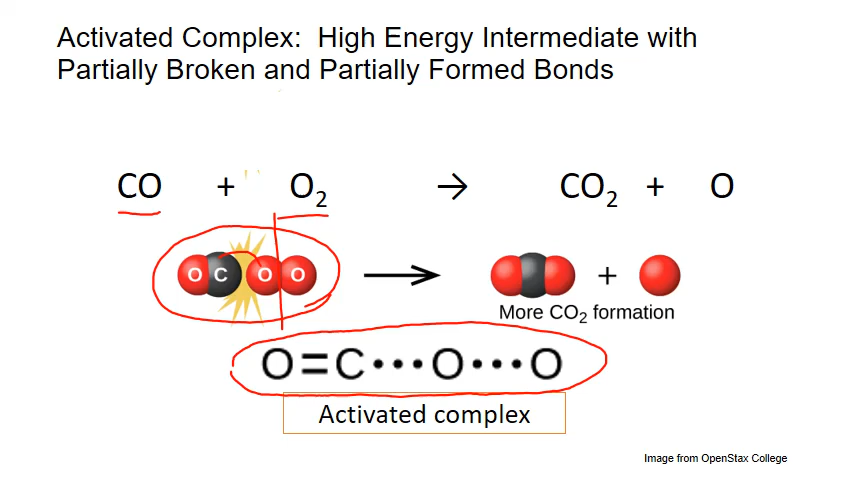 Activated Complex: High Energy Intermediate with
Partially Broken and Partially Formed Bonds
CO + O₂ → CO₂ + O
O C O O
+
More CO₂ formation
O=C•••O•••O
Activated complex
Image from OpenStax College